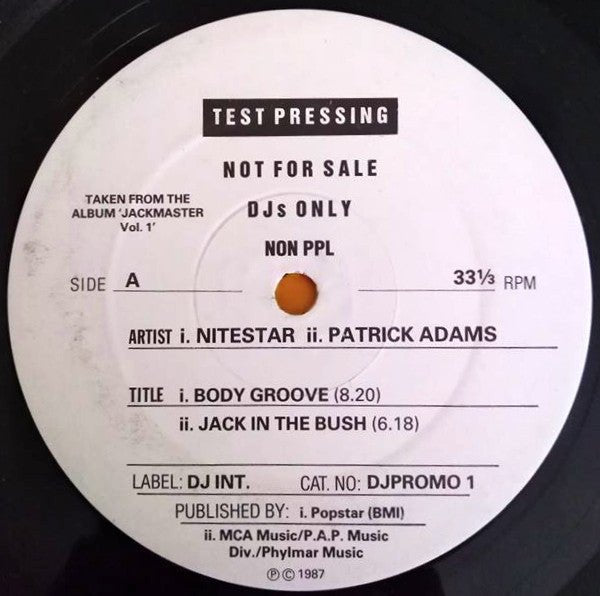 TEST PRESSING
NOT FOR SALE
TAKEN FROM THE
ALBUM 'JACKMASTER
Vol. 1'
DJs ONLY
NON PPL
SIDE A
33⅓ RPM
ARTIST i. NITESTAR ii. PATRICK ADAMS
TITLE i. BODY GROOVE (8.20)
ii. JACK IN THE BUSH (6.18)
LABEL: DJ INT. CAT. NO: DJPROMO 1
PUBLISHED BY: i. Popstar (BMI)
ii. MCA Music/P.A.P. Music
Div./Phylmar Music
℗ © 1987